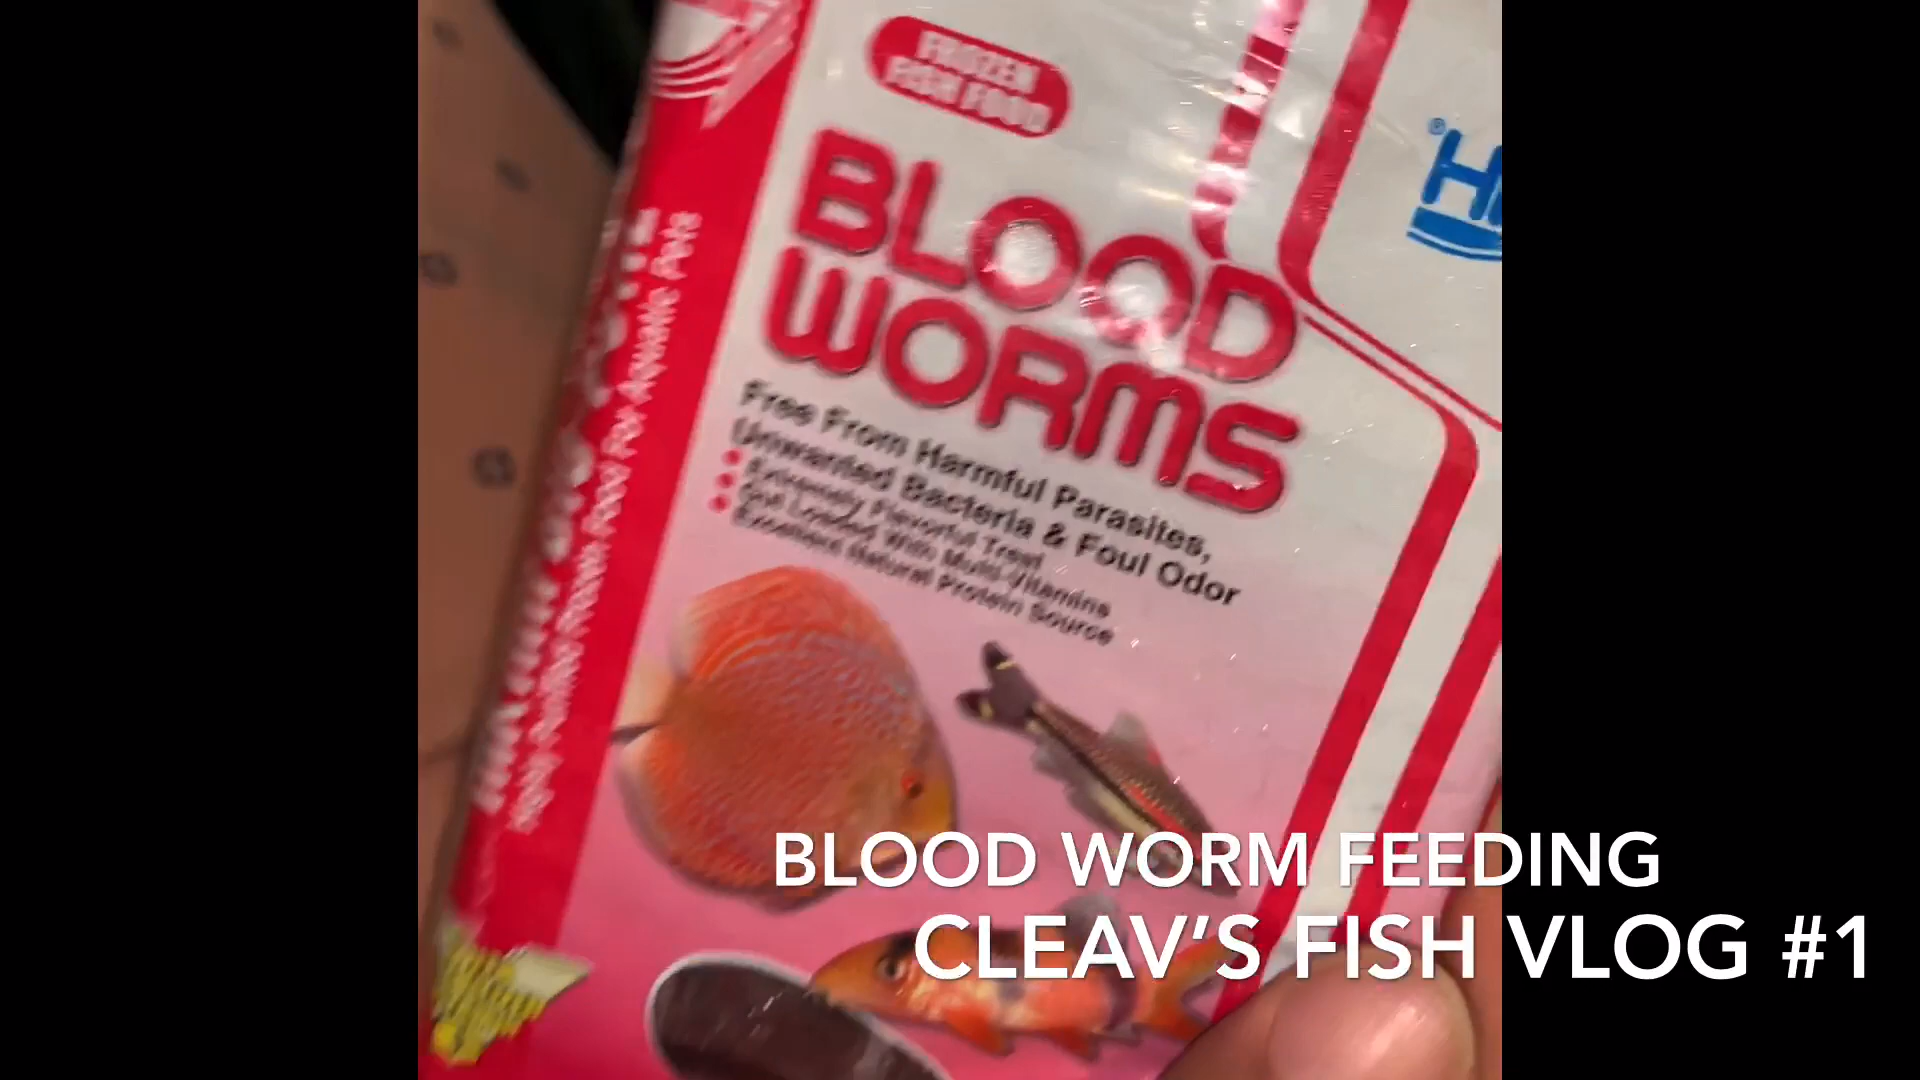 FROZEN
FISH FOOD
BLOOD
WORMS
Free From Harmful Parasites,
Unwanted Bacteria & Foul Odor
Extremely Flavorful Treat
Gut Loaded With Multi-Vitamins
Excellent Natural Protein Source
BLOOD WORM FEEDING
CLEAV'S FISH VLOG #1